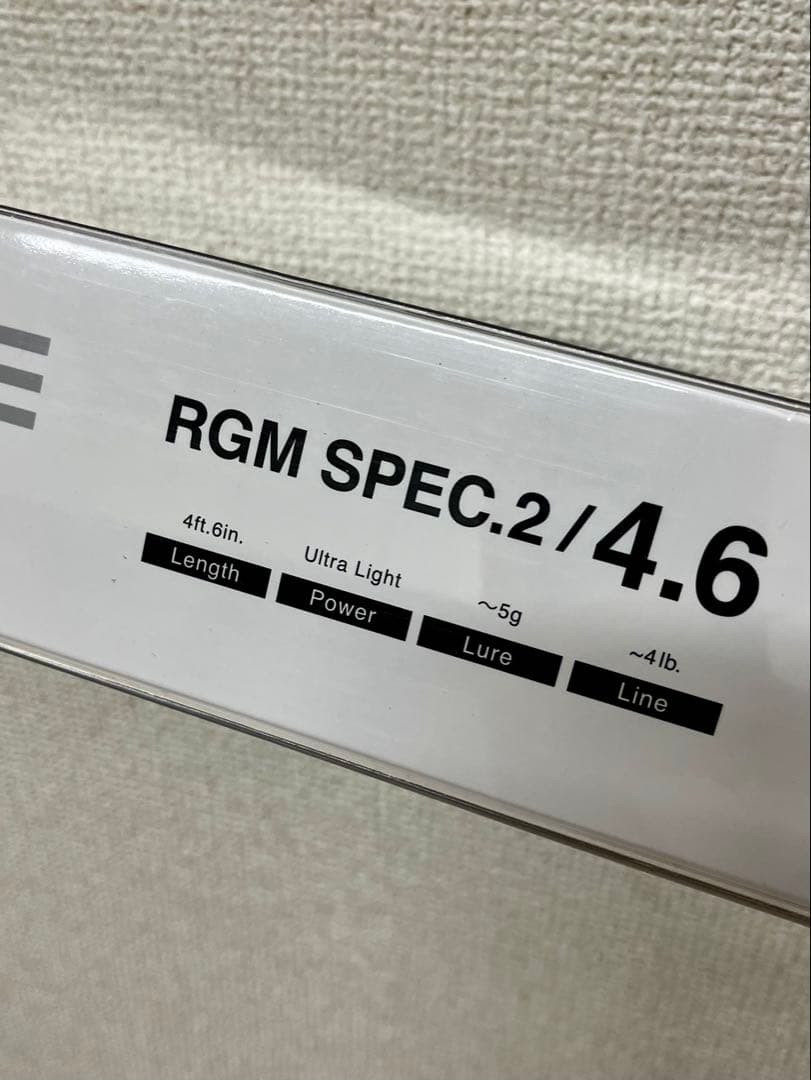 RGM SPEC.2/4.6
4ft.6in. Ultra Light ～5g ~4lb.
Length Power Lure Line